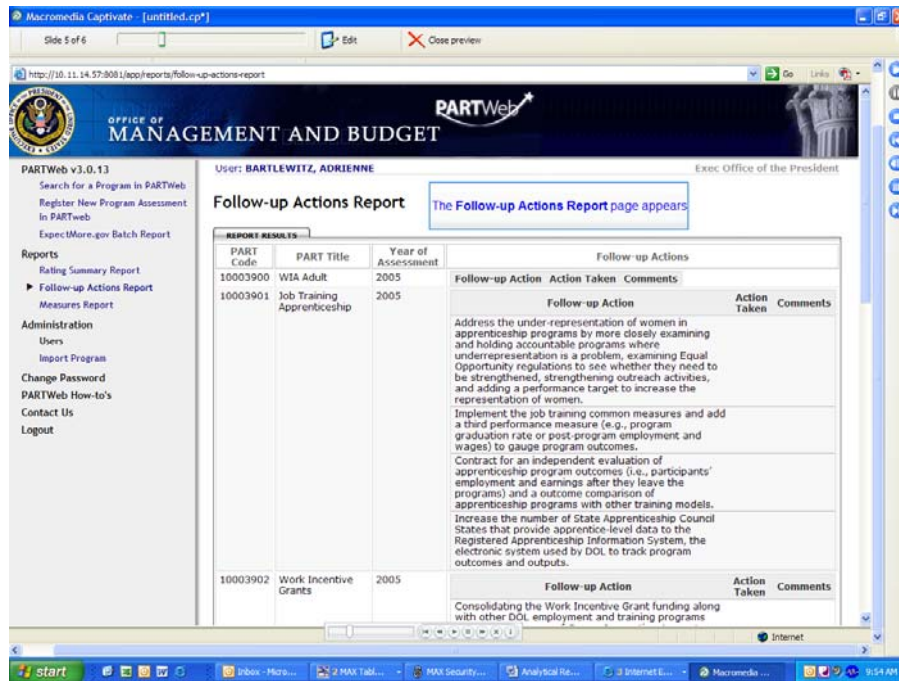 Macromedia Captivate - [untitled.cp*]
Slide 5 of 6
Edit
Close preview
http://10.11.14.57:8081/app/reports/follow-up-actions-report
Go
Links
OFFICE OF
MANAGEMENT AND BUDGET
PARTWeb
PARTWeb v3.0.13
Search for a Program in PARTWeb
Register New Program Assessment
in PARTweb
ExpectMore.gov Batch Report
Reports
Rating Summary Report
Follow-up Actions Report
Measures Report
Administration
Users
Import Program
Change Password
PARTWeb How-to's
Contact Us
Logout
User: BARTLEWITZ, ADRIENNE
Exec Office of the President
Follow-up Actions Report
The Follow-up Actions Report page appears
REPORT RESULTS
PART Code PART Title Year of Assessment Follow-up Actions
10003900 WIA Adult 2005 Follow-up Action Action Taken Comments
10003901 Job Training Apprenticeship 2005
Follow-up Action Action Taken Comments
Address the under-representation of women in
apprenticeship programs by more closely examining
and holding accountable programs where
underrepresentation is a problem, examining Equal
Opportunity regulations to see whether they need to
be strengthened, strengthening outreach activities,
and adding a performance target to increase the
representation of women.
Implement the job training common measures and add
a third performance measure (e.g., program
graduation rate or post-program employment and
wages) to gauge program outcomes.
Contract for an independent evaluation of
apprenticeship program outcomes (i.e., participants'
employment and earnings after they leave the
programs) and a outcome comparison of
apprenticeship programs with other training models.
Increase the number of State Apprenticeship Council
States that provide apprentice-level data to the
Registered Apprenticeship Information System, the
electronic system used by DOL to track program
outcomes and outputs.
10003902 Work Incentive Grants 2005
Follow-up Action Action Taken Comments
Consolidating the Work Incentive Grant funding along
with other DOL employment and training programs
Internet
start
Inbox - Micro...
2 MAX Tabl...
MAX Security...
Analytical Re...
3 Internet E...
Macromedia ...
9:54 AM